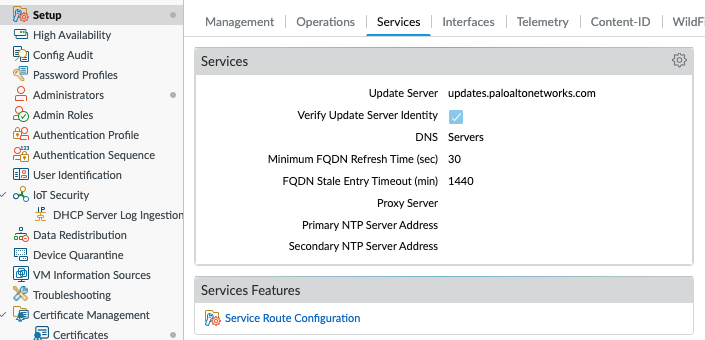 Setup
High Availability
Config Audit
Password Profiles
Administrators
Admin Roles
Authentication Profile
Authentication Sequence
User Identification
IoT Security
DHCP Server Log Ingestion
Data Redistribution
Device Quarantine
VM Information Sources
Troubleshooting
Certificate Management
Certificates
Management Operations Services Interfaces Telemetry Content-ID WildFi
Services
Update Server updates.paloaltonetworks.com
Verify Update Server Identity
DNS Servers
Minimum FQDN Refresh Time (sec) 30
FQDN Stale Entry Timeout (min) 1440
Proxy Server
Primary NTP Server Address
Secondary NTP Server Address
Services Features
Service Route Configuration